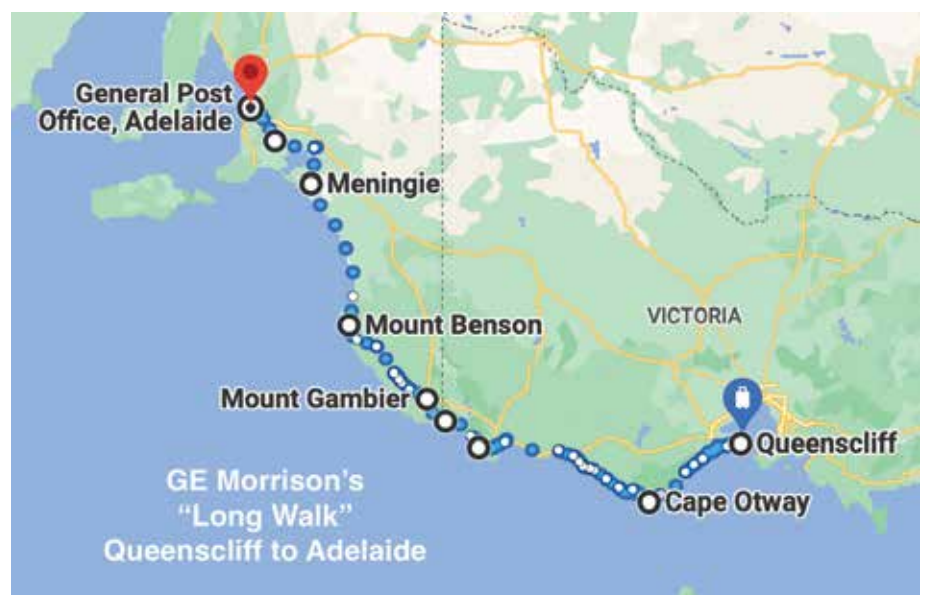 General Post
Office, Adelaide
Meningie
Mount Benson
VICTORIA
Mount Gambier
Queenscliff
Cape Otway
GE Morrison's
"Long Walk"
Queenscliff to Adelaide